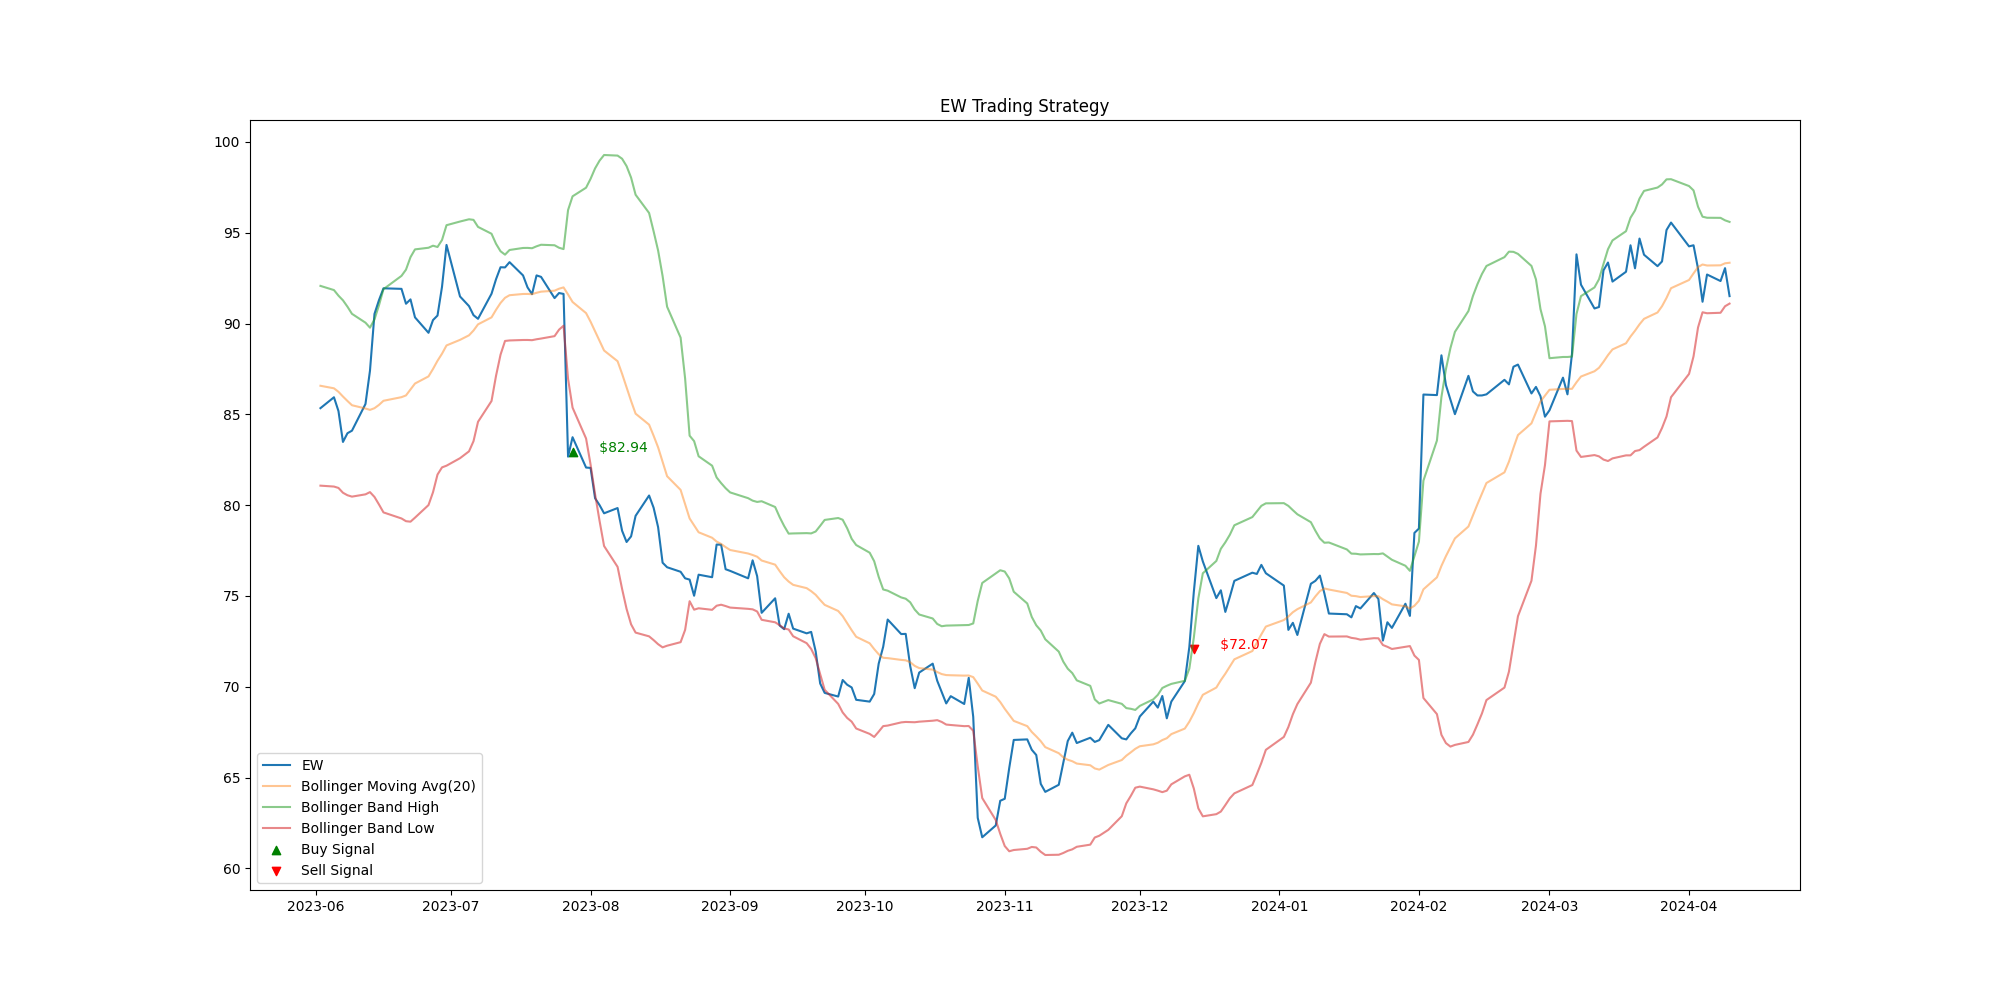 EW Trading Strategy
100
95
90
85
80
75
70
65
60
$82.94
$72.07
EW
Bollinger Moving Avg(20)
Bollinger Band High
Bollinger Band Low
Buy Signal
Sell Signal
2023-06 2023-07 2023-08 2023-09 2023-10 2023-11 2023-12 2024-01 2024-02 2024-03 2024-04